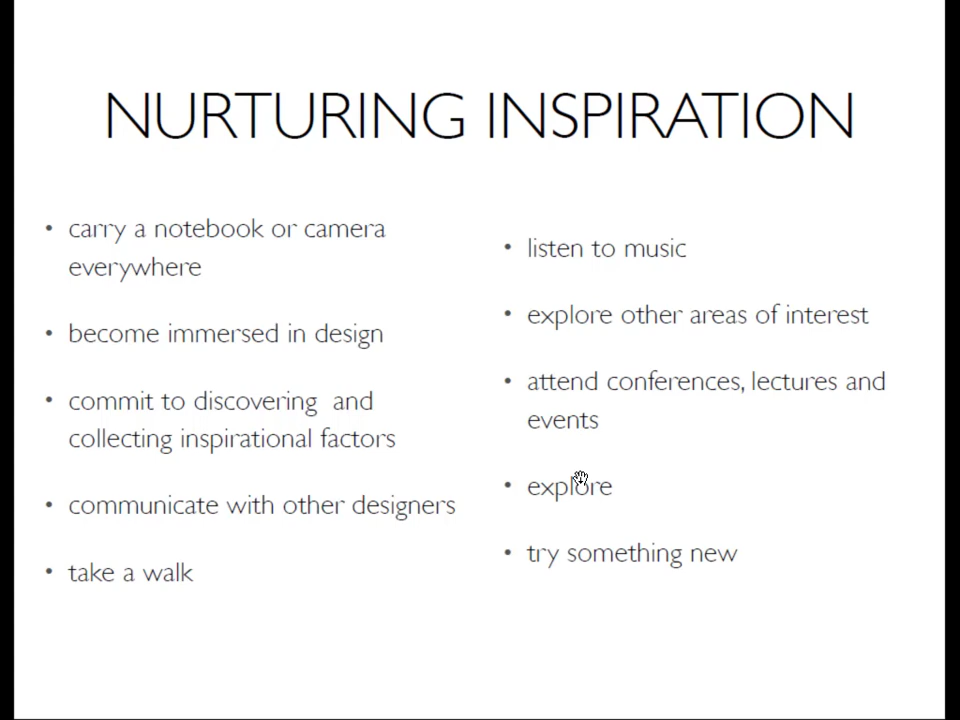 NURTURING INSPIRATION
• carry a notebook or camera
everywhere
• become immersed in design
• commit to discovering  and
collecting inspirational factors
• communicate with other designers
• take a walk
• listen to music
• explore other areas of interest
• attend conferences, lectures and
events
• explore
• try something new